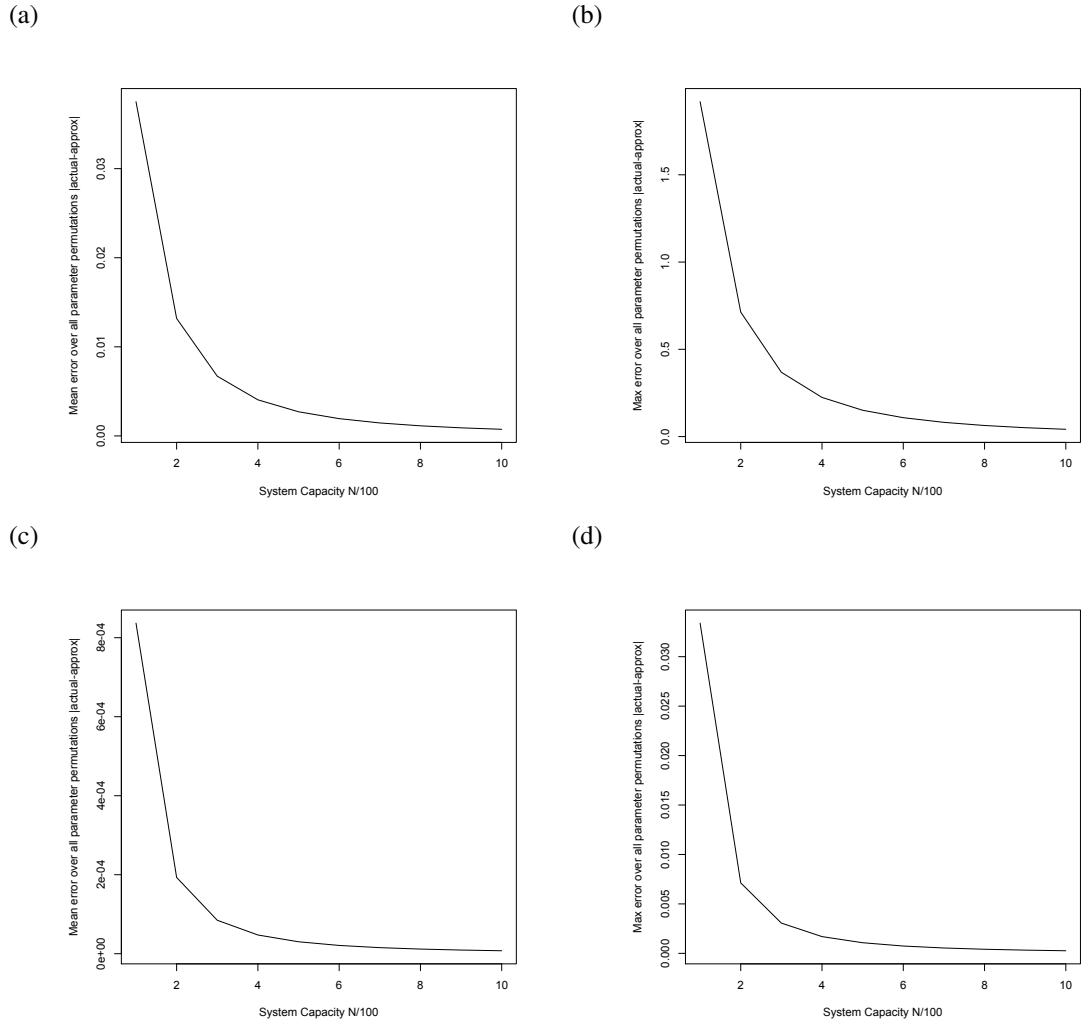 (a)
Mean error over all parameter permutations |actual-approx|
0.03
0.02
0.01
0.00
2 4 6 8 10
System Capacity N/100
(b)
Max error over all parameter permutations |actual-approx|
1.5
1.0
0.5
0.0
2 4 6 8 10
System Capacity N/100
(c)
Mean error over all parameter permutations |actual-approx|
8e-04
6e-04
4e-04
2e-04
0e+00
2 4 6 8 10
System Capacity N/100
(d)
Max error over all parameter permutations |actual-approx|
0.030
0.025
0.020
0.015
0.010
0.005
0.000
2 4 6 8 10
System Capacity N/100